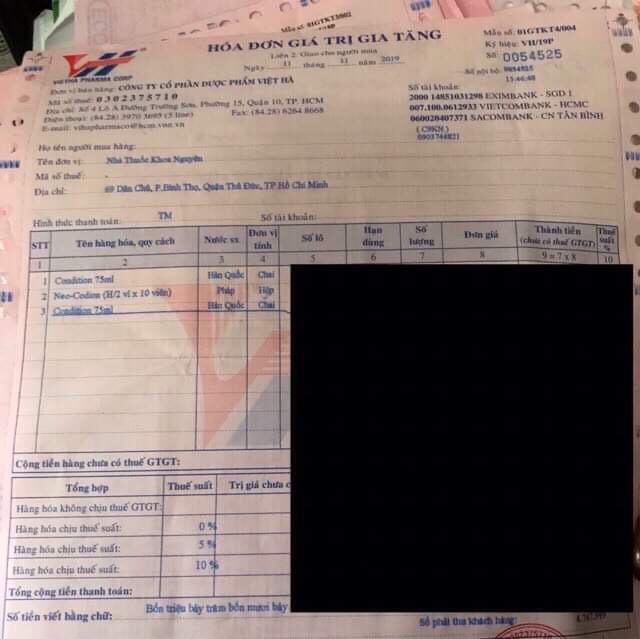 Mẫu số: 01GTKT3/002
HÓA ĐƠN GIÁ TRỊ GIA TĂNG
Mẫu số: 01GTKT4/004
Liên 2: Giao cho người mua
Ký hiệu: VH/19P
Ngày 11 tháng 11 năm 2019
Số: 0054525
VIETHA PHARMA CORP
Số nội bộ: 0054525
15:46:48
Đơn vị bán hàng: CÔNG TY CỔ PHẦN DƯỢC PHẨM VIỆT HÀ
Mã số thuế: 0302375710
Địa chỉ: Số 4 Lô A Đường Trường Sơn, Phường 15, Quận 10, TP. HCM
Điện thoại: (84.28) 3970 3695 (5 line) Fax: (84.28) 6264 8668
E-mail: vihapharmaco@hcm.vnn.vn
Số tài khoản:
2000 14851031298 EXIMBANK - SGD 1
007.100.0612933 VIETCOMBANK - HCMC
060020407371 SACOMBANK - CN TÂN BÌNH
0903744821
Họ tên người mua hàng:
Tên đơn vị: Nhà Thuốc Khoa Nguyên
Mã số thuế: -
Địa chỉ: 69 Dân Chủ, P.Bình Thọ, Quận Thủ Đức, TP Hồ Chí Minh
Hình thức thanh toán: TM Số tài khoản:
STT Tên hàng hóa, quy cách Nước sx Đơn vị tính Số lô Hạn dùng Số lượng Đơn giá Thành tiền (chưa có thuế GTGT) Thuế suất %
1 2 3 4 5 6 7 8 9 = 7 x 8 10
1 Condition 75ml Hàn Quốc Chai
2 Neo-Codion (H/2 vỉ x 10 viên) Pháp Hộp
3 Condition 75ml Hàn Quốc Chai
Cộng tiền hàng chưa có thuế GTGT:
Tổng hợp Thuế suất Trị giá chưa c
Hàng hóa không chịu thuế GTGT:
Hàng hóa chịu thuế suất: 0 %
Hàng hóa chịu thuế suất: 5 %
Hàng hóa chịu thuế suất: 10 %
Tổng cộng tiền thanh toán:
Số tiền viết bằng chữ: Bốn triệu bảy trăm bốn mươi bảy
Số phải thu khách hàng: